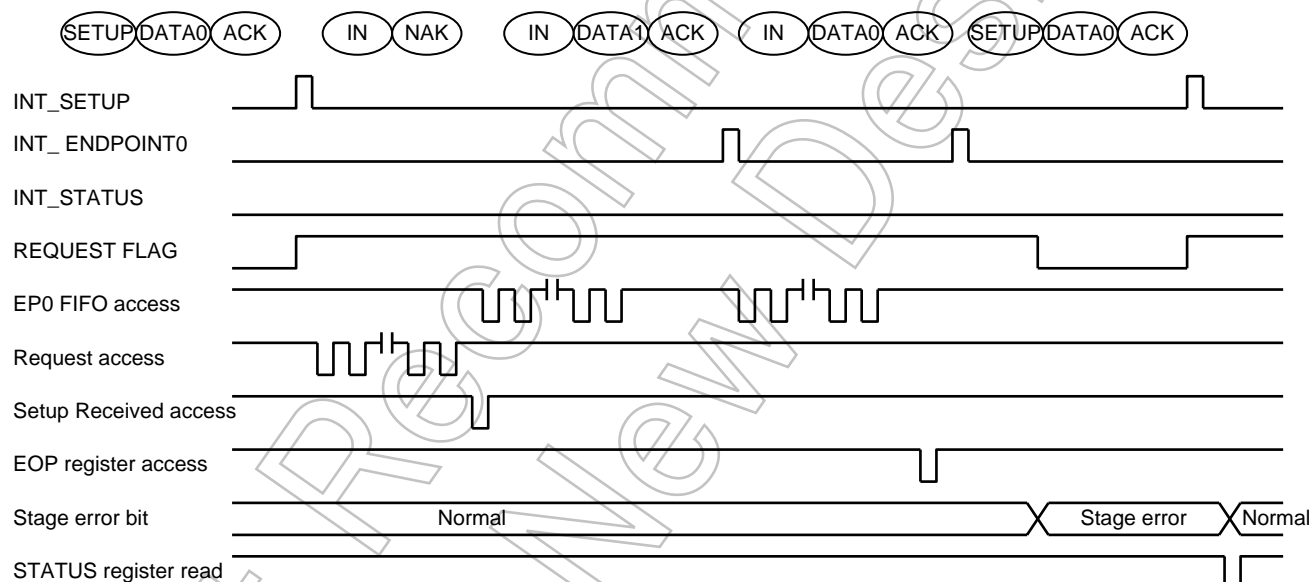 SETUP DATA0 ACK IN NAK IN DATA1 ACK IN DATA0 ACK SETUP DATA0 ACK
INT_SETUP
INT_ ENDPOINT0
INT_STATUS
REQUEST FLAG
EP0 FIFO access
Request access
Setup Received access
EOP register access
Stage error bit Normal Stage error Normal
STATUS register read